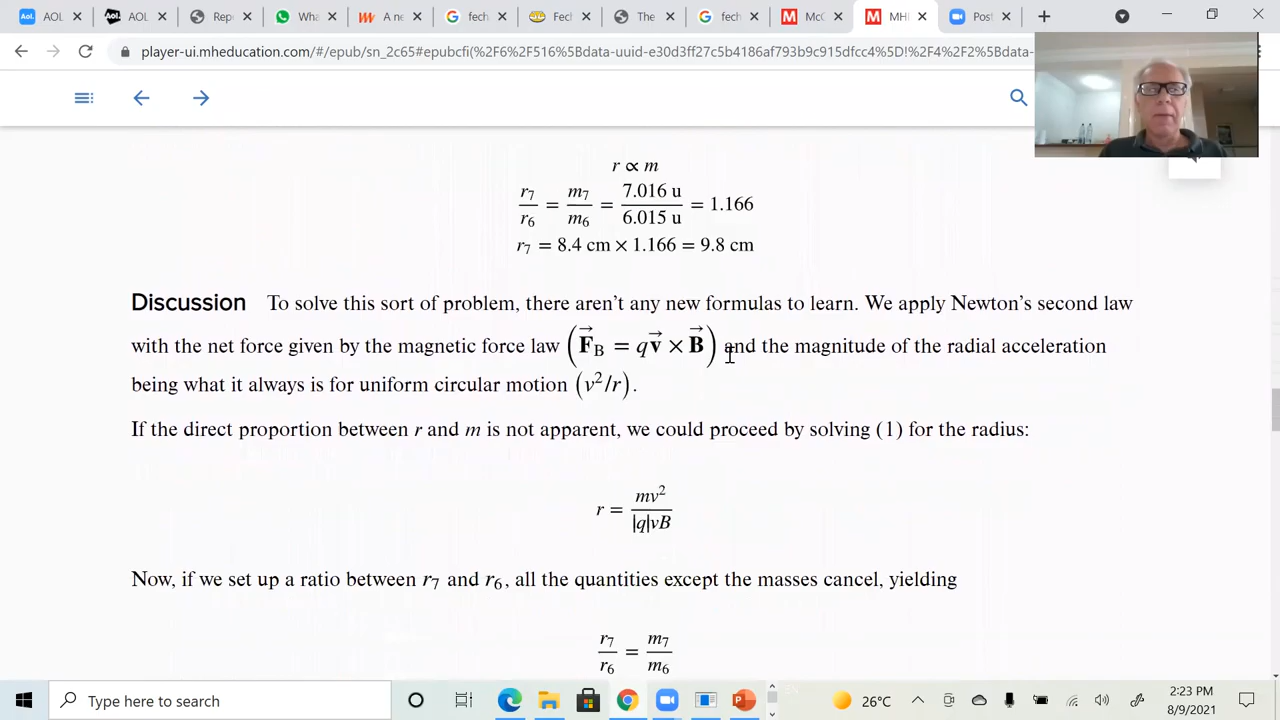 AOL.
AOL
Rep
Wha
A ne
fech
Fecl
The
fed
McG
MHI
Post
player-ui.mheducation.com/#/epub/sn_2c65#epubcfi(%2F6%2F516%5Bdata-uuid-e30d3ff27c5b4186af793b9c915dfcc4%5D!%2F4%2F2%5Bdata-
r ∝ m
r₇/r₆ = m₇/m₆ = 7.016 u/6.015 u = 1.166
r₇ = 8.4 cm × 1.166 = 9.8 cm
Discussion To solve this sort of problem, there aren't any new formulas to learn. We apply Newton's second law
with the net force given by the magnetic force law (F⃗_B = qv⃗ × B⃗) and the magnitude of the radial acceleration
being what it always is for uniform circular motion (v²/r).
If the direct proportion between r and m is not apparent, we could proceed by solving (1) for the radius:
r = mv²/|q|vB
Now, if we set up a ratio between r₇ and r₆, all the quantities except the masses cancel, yielding
r₇/r₆ = m₇/m₆
Type here to search
26°C
2:23 PM
8/9/2021